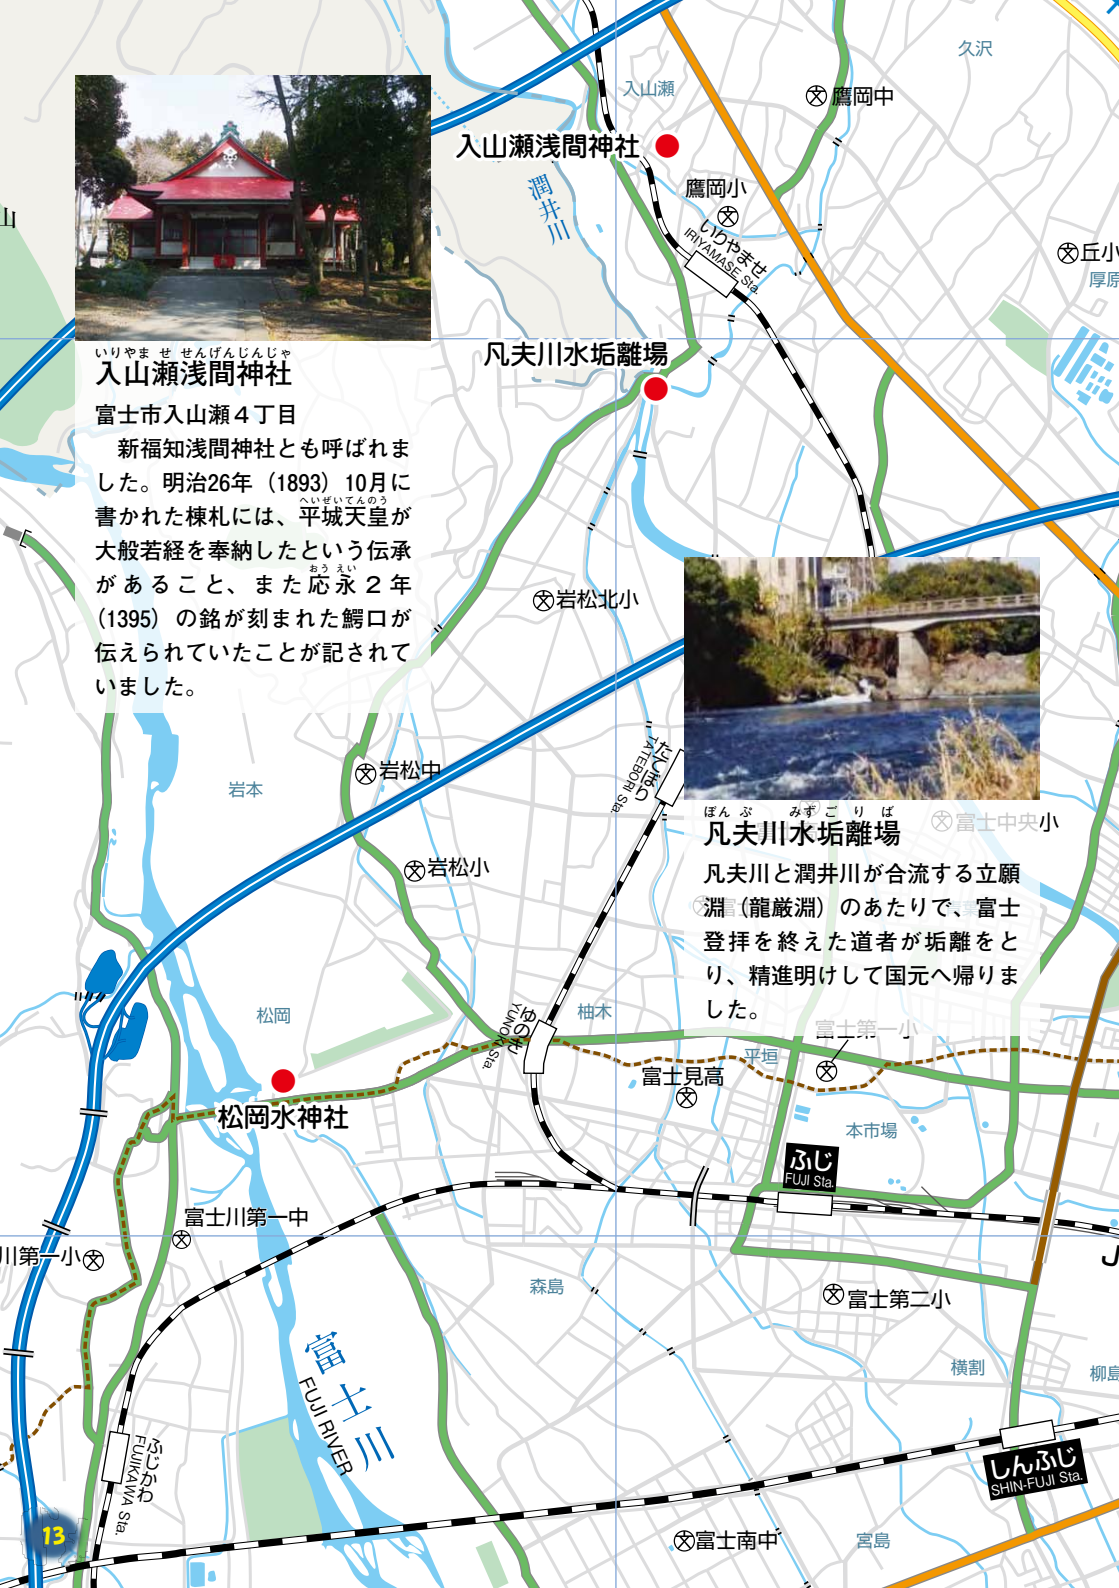 久沢
入山瀬
鷹岡中
入山瀬浅間神社
鷹岡小
潤井川
いりやませ
IRIYAMASE Sta.
山
丘小
厚原
凡夫川水垢離場
いりやませせんげんじんじゃ
入山瀬浅間神社
富士市入山瀬４丁目
新福知浅間神社とも呼ばれま
した。明治26年（1893）10月に
へいぜいてんのう
書かれた棟札には、平城天皇が
大般若経を奉納したという伝承
おうえい
があること、また応永２年
(1395）の銘が刻まれた鰐口が
伝えられていたことが記されて
いました。
岩松北小
たてぼり
TATEBORI Sta.
岩松中
岩本
岩松小
富士中央小
ぼんぷ みずごりば
凡夫川水垢離場
凡夫川と潤井川が合流する立願
淵（龍厳淵）のあたりで、富士
登拝を終えた道者が垢離をと
り、精進明けして国元へ帰りま
した。
松岡
柚木
ゆのき
YUNOKI Sta.
富士第一小
平垣
富士見高
松岡水神社
本市場
ふじ
FUJI Sta.
富士川第一中
川第一小
J
森島
富士第二小
横割
柳島
富士川
FUJI RIVER
ふじかわ
FUJIKAWA Sta.
しんふじ
SHIN-FUJI Sta.
13
富士南中
宮島